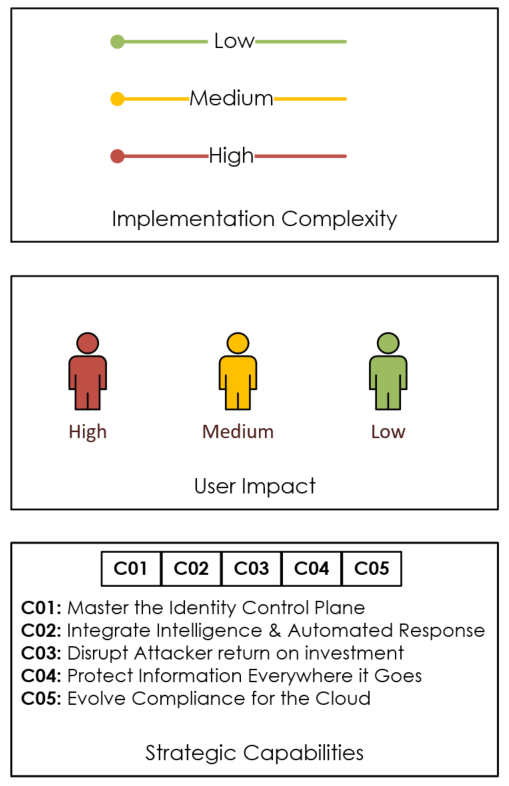 Low
Medium
High
Implementation Complexity
High Medium Low
User Impact
C01 C02 C03 C04 C05
C01: Master the Identity Control Plane
C02: Integrate Intelligence & Automated Response
C03: Disrupt Attacker return on investment
C04: Protect Information Everywhere it Goes
C05: Evolve Compliance for the Cloud
Strategic Capabilities